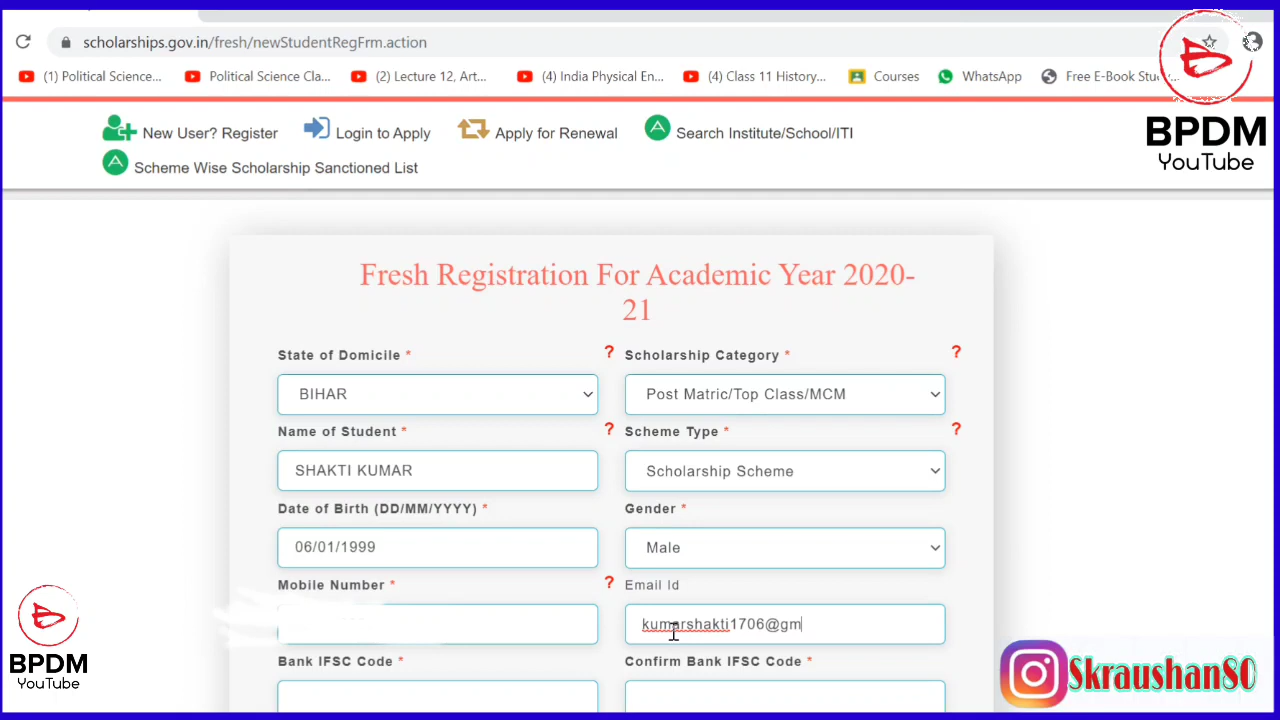 scholarships.gov.in/fresh/newStudentRegFrm.action
(1) Political Science... Political Science Cla... (2) Lecture 12, Art... (4) India Physical En... (4) Class 11 History... Courses WhatsApp Free E-Book
BPDM
YouTube
New User? Register Login to Apply Apply for Renewal Search Institute/School/ITI
Scheme Wise Scholarship Sanctioned List
Fresh Registration For Academic Year 2020-
21
State of Domicile * ? Scholarship Category * ?
BIHAR Post Matric/Top Class/MCM
Name of Student * ? Scheme Type * ?
SHAKTI KUMAR Scholarship Scheme
Date of Birth (DD/MM/YYYY) * Gender *
06/01/1999 Male
Mobile Number * ? Email Id
kumarshakti1706@gm
Bank IFSC Code * Confirm Bank IFSC Code *
BPDM
YouTube
Skraushan80